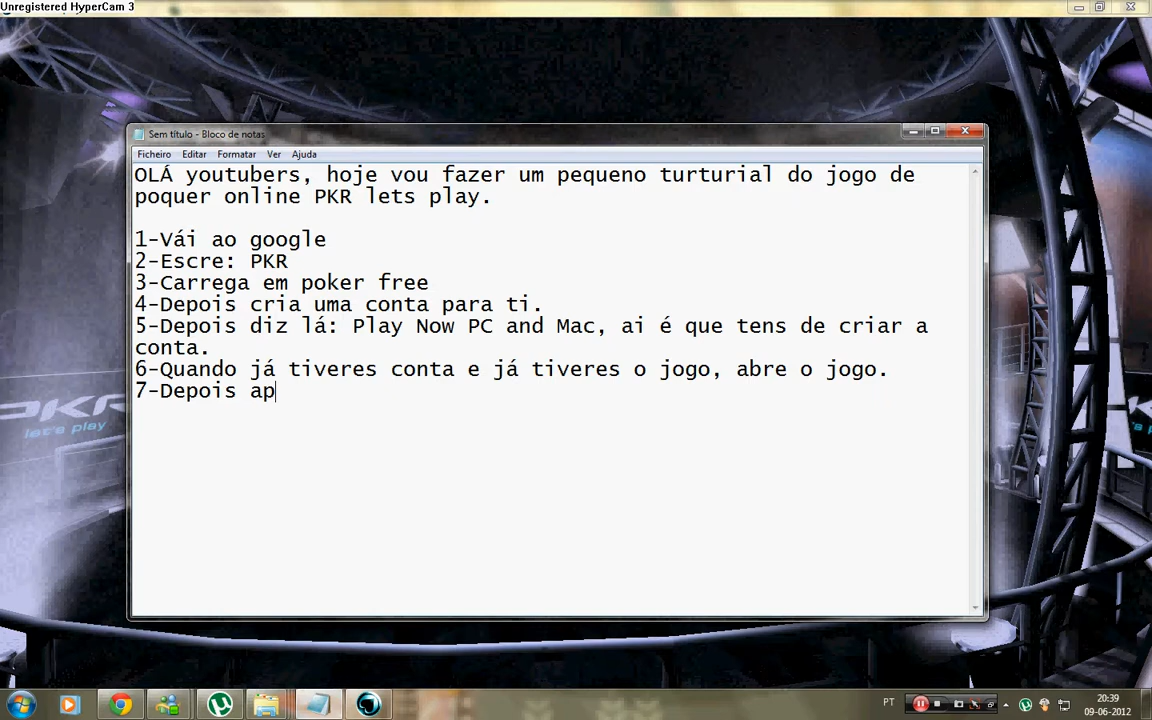 Unregistered HyperCam 3
Sem título - Bloco de notas
Ficheiro Editar Formatar Ver Ajuda
OLÁ youtubers, hoje vou fazer um pequeno turturial do jogo de
poquer online PKR lets play.
1-Vái ao google
2-Escre: PKR
3-Carrega em poker free
4-Depois cria uma conta para ti.
5-Depois diz lá: Play Now PC and Mac, ai é que tens de criar a
conta.
6-Quando já tiveres conta e já tiveres o jogo, abre o jogo.
7-Depois ap
PKR
let's play
PT
20:39
09-06-2012